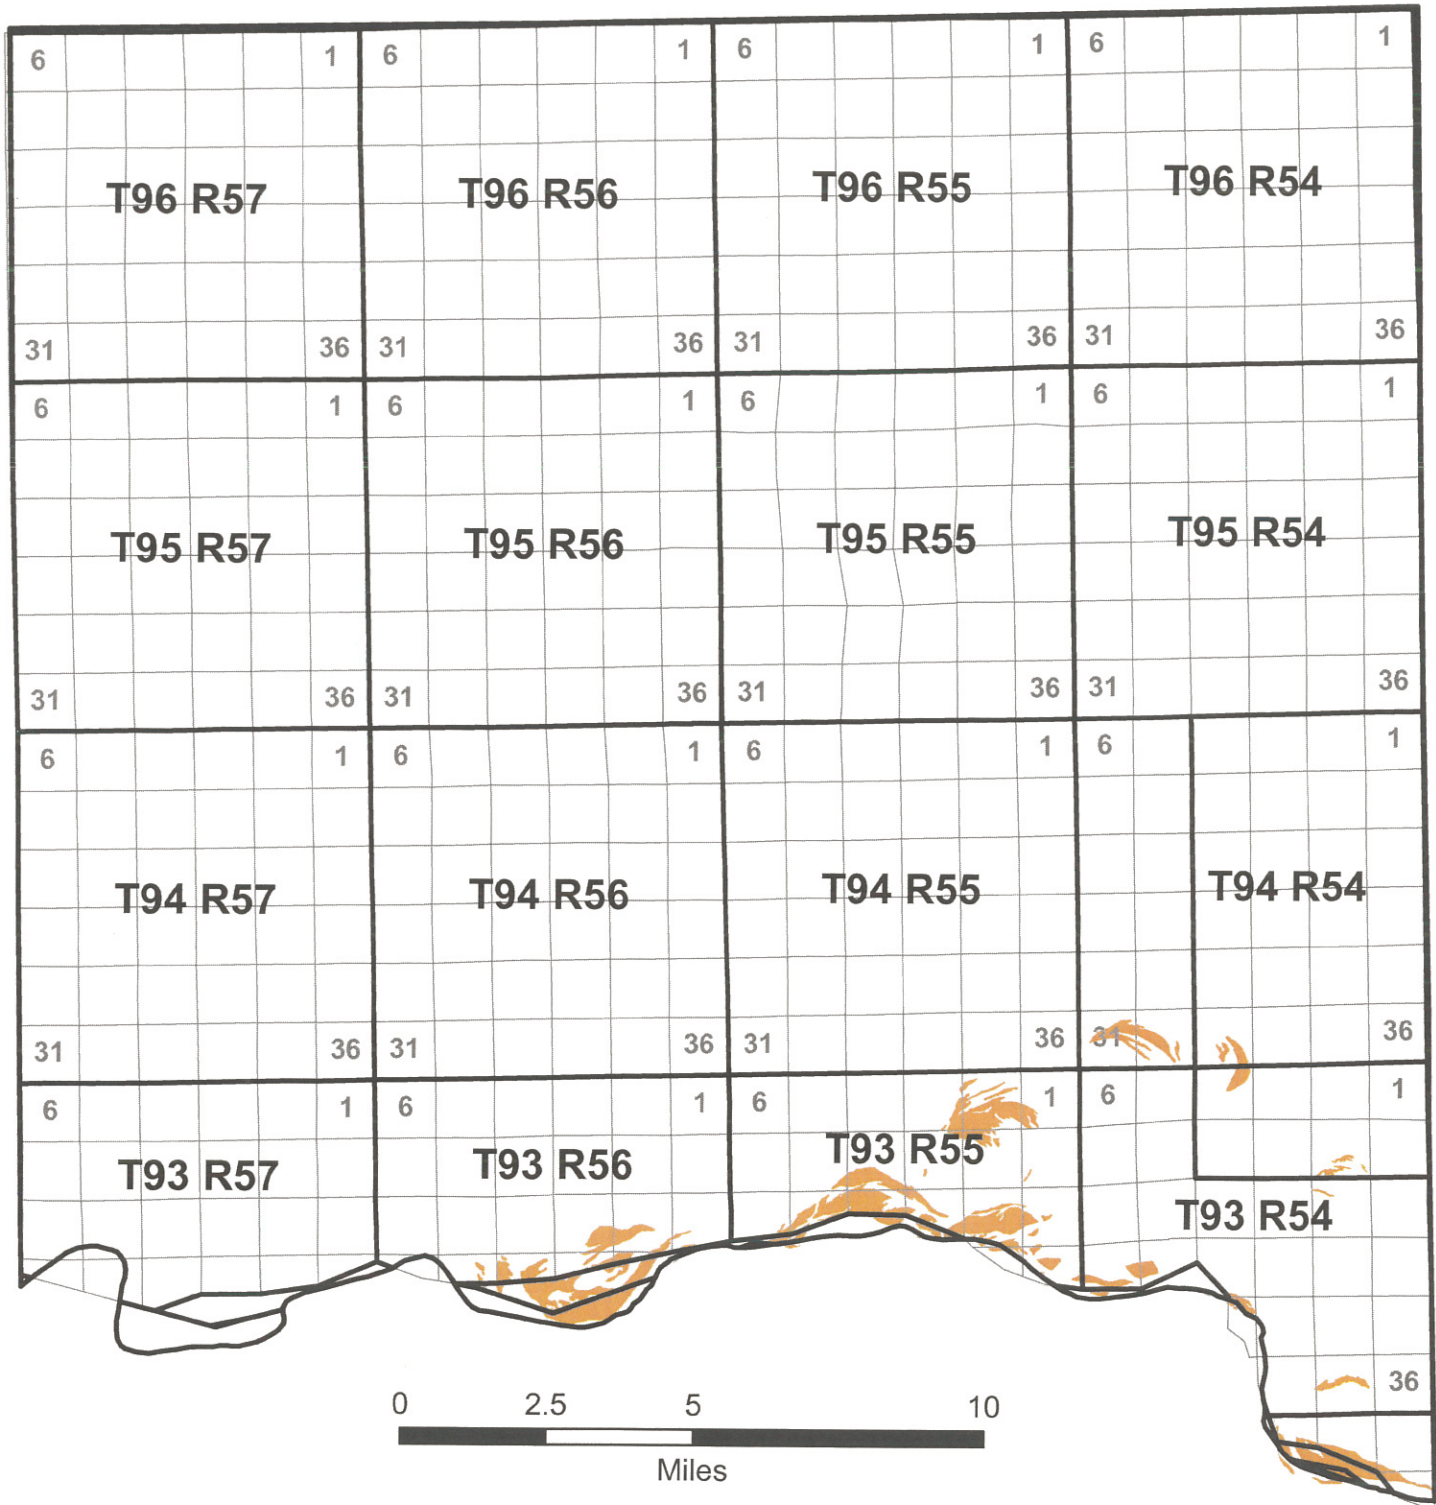 6 1 6 1 6 1 6 1
T96 R57 T96 R56 T96 R55 T96 R54
31 36 31 36 31 36 31 36
6 1 6 1 6 1 6 1
T95 R57 T95 R56 T95 R55 T95 R54
31 36 31 36 31 36 31 36
6 1 6 1 6 1 6 1
T94 R57 T94 R56 T94 R55 T94 R54
31 36 31 36 31 36 31 36
6 1 6 1 6 1 6 1
T93 R57 T93 R56 T93 R55 T93 R54
36
0 2.5 5 10
Miles